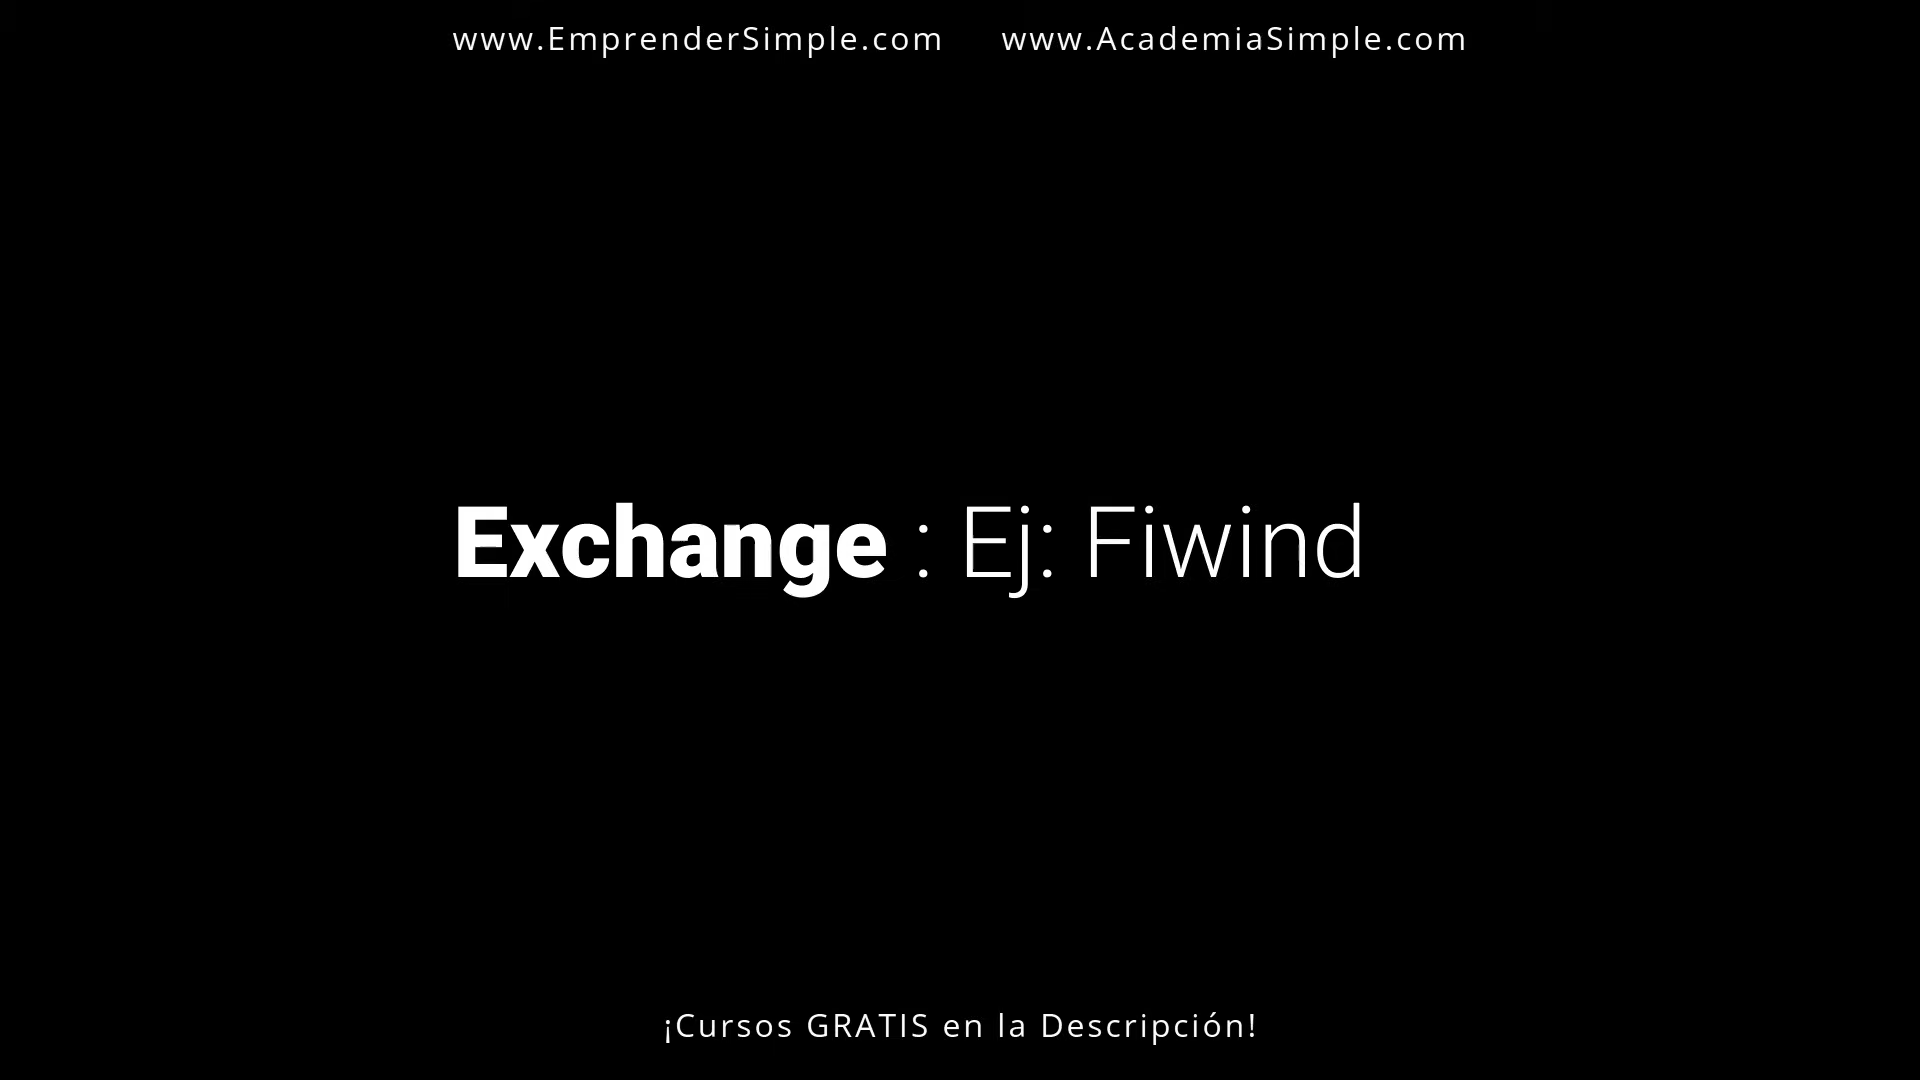 www.EmprenderSimple.com www.AcademiaSimple.com
Exchange : Ej: Fiwind
¡Cursos GRATIS en la Descripción!